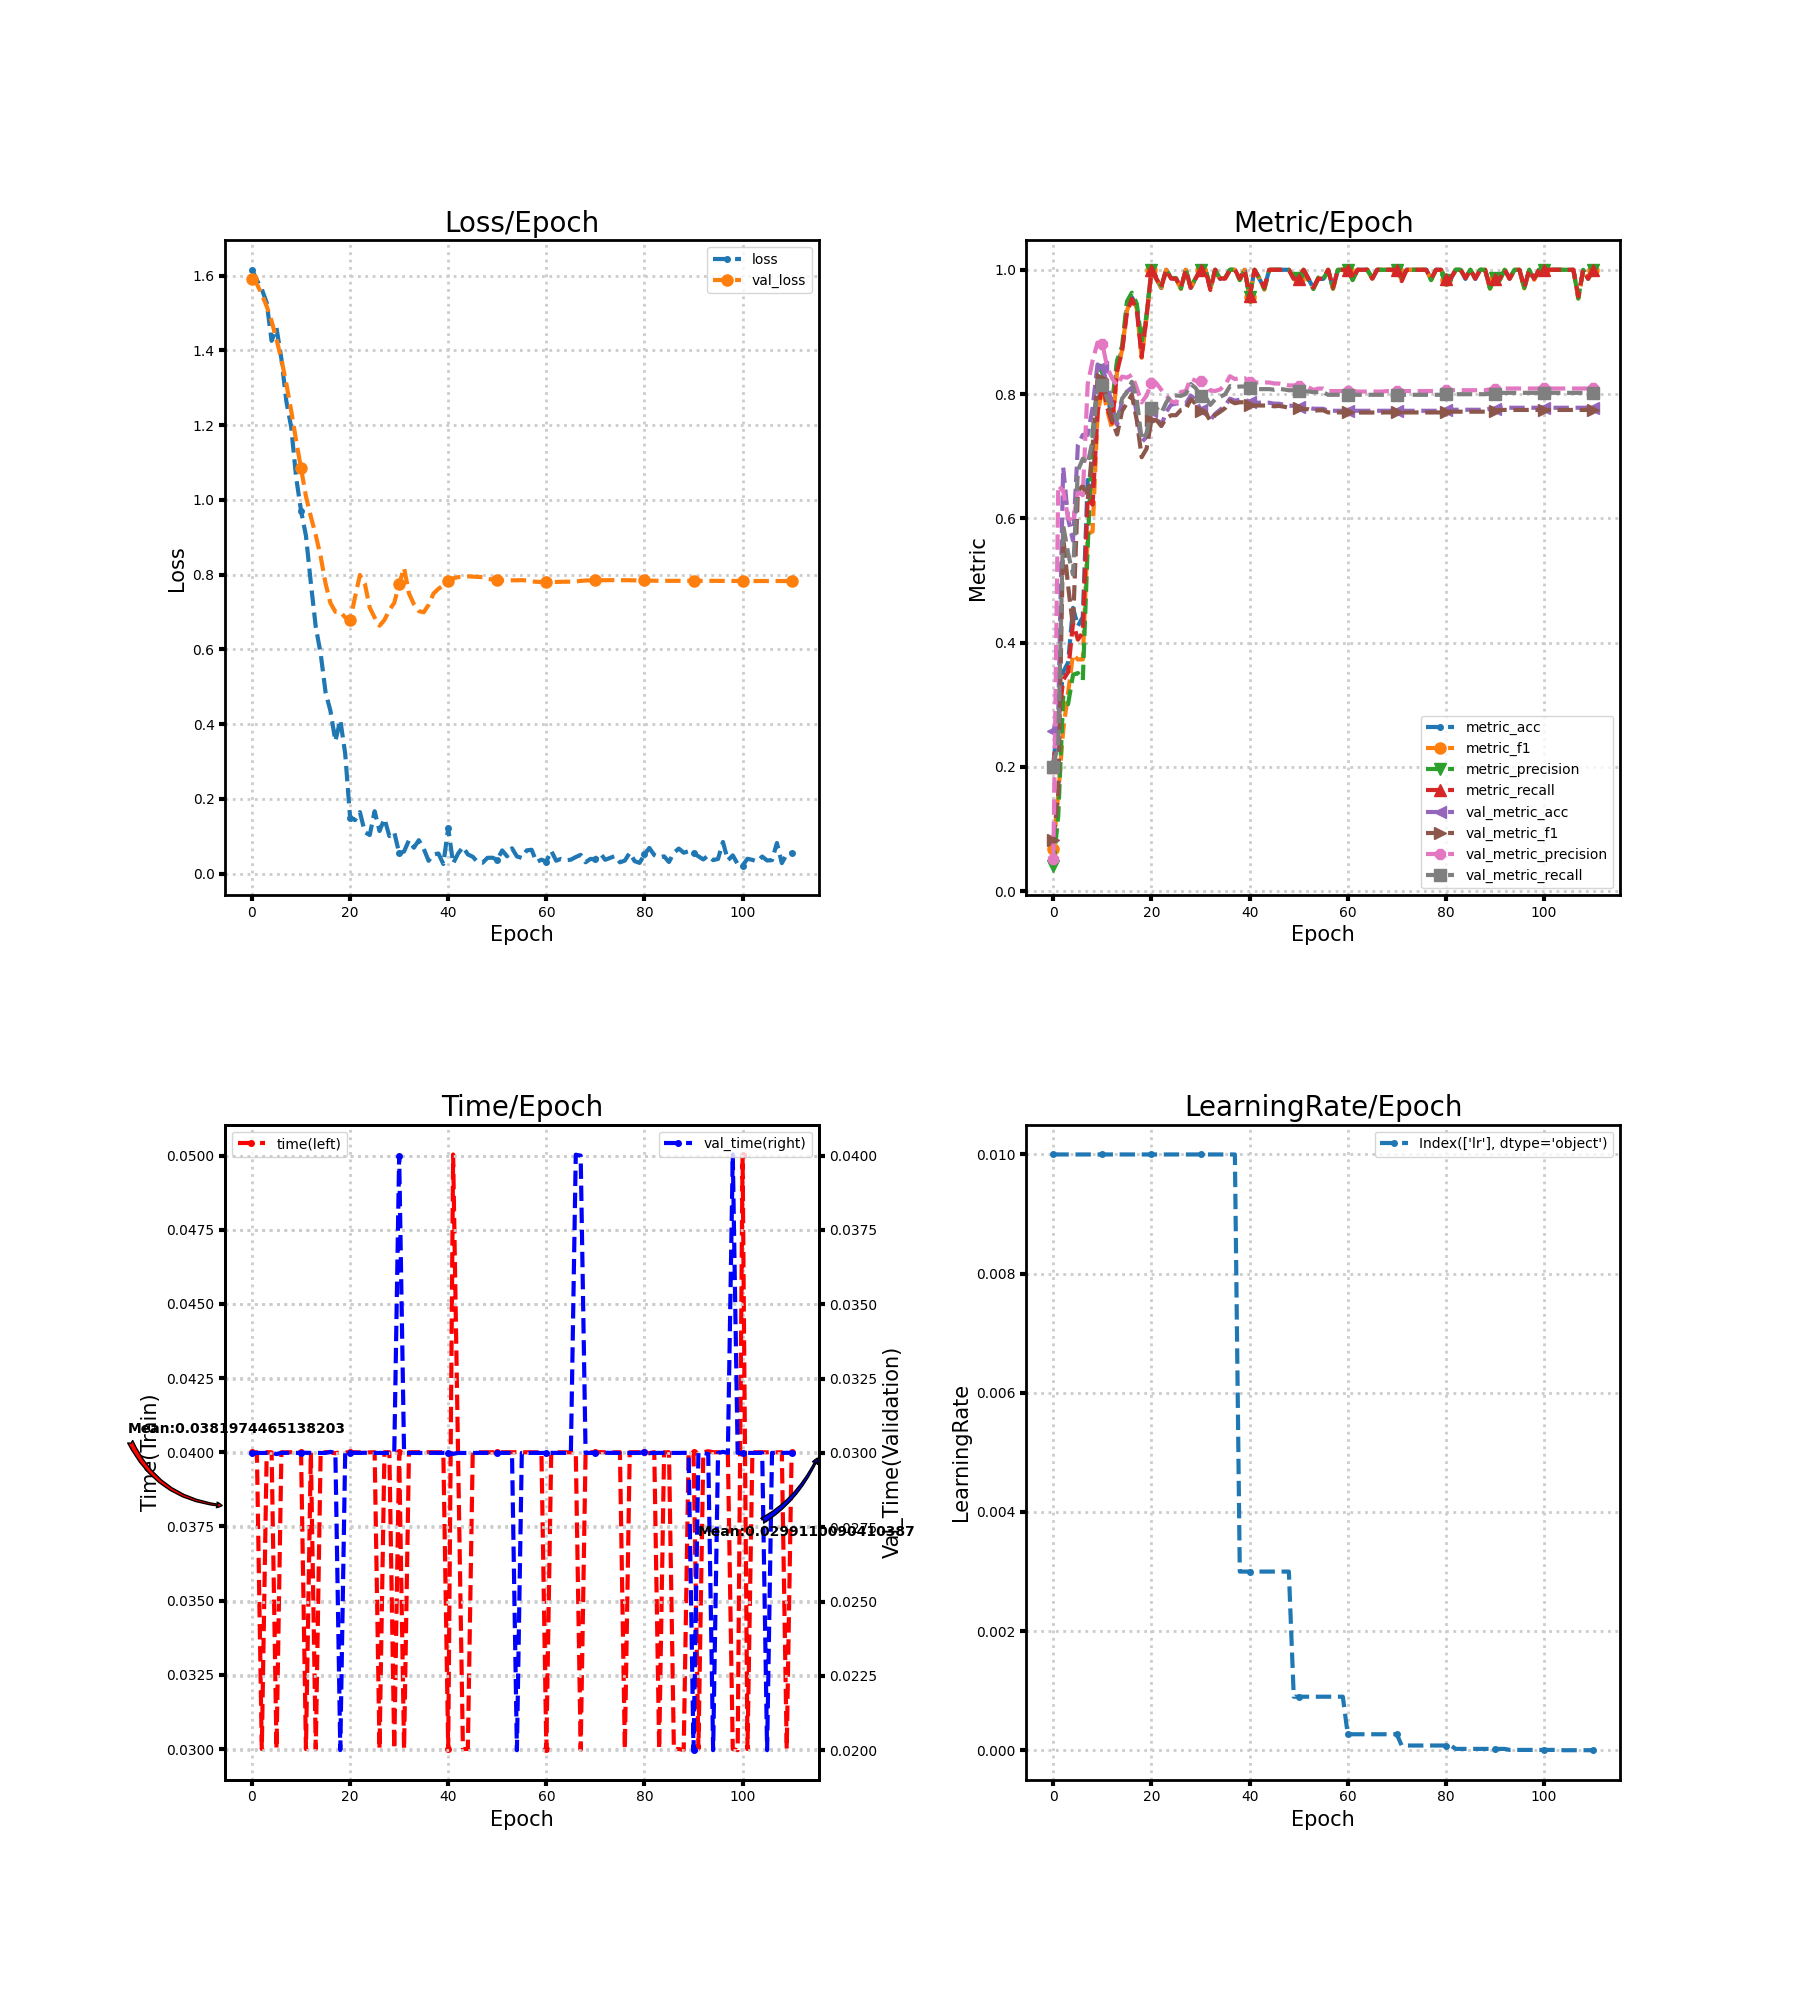 Loss/Epoch
Loss
1.6
1.4
1.2
1.0
0.8
0.6
0.4
0.2
0.0
loss
val_loss
0 20 40 60 80 100
Epoch
Metric/Epoch
Metric
1.0
0.8
0.6
0.4
0.2
0.0
metric_acc
metric_f1
metric_precision
metric_recall
val_metric_acc
val_metric_f1
val_metric_precision
val_metric_recall
0 20 40 60 80 100
Epoch
Time/Epoch
time(left)
val_time(right)
Time(Train)
0.0500
0.0475
0.0450
0.0425
0.0400
0.0375
0.0350
0.0325
0.0300
Mean:0.0381974465138203
0.0400
0.0375
0.0350
0.0325
0.0300
0.0275
0.0250
0.0225
0.0200
Val_Time(Validation)
Mean:0.0299110090410387
0 20 40 60 80 100
Epoch
LearningRate/Epoch
Index(['lr'], dtype='object')
LearningRate
0.010
0.008
0.006
0.004
0.002
0.000
0 20 40 60 80 100
Epoch